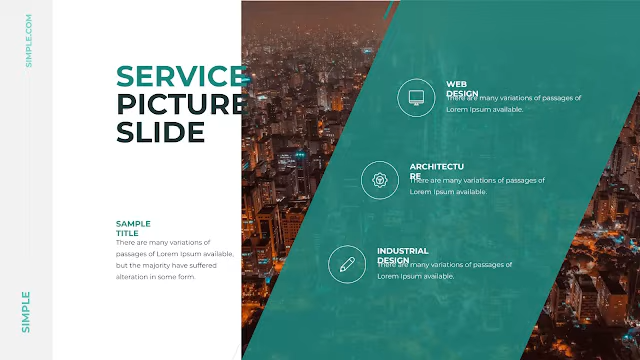 SIMPLE.COM
SERVICE
PICTURE
SLIDE
SAMPLE
TITLE
There are many variations of
passages of Lorem Ipsum available,
but the majority have suffered
alteration in some form.
WEB
DESIGN
There are many variations of passages of
Lorem Ipsum available.
ARCHITECTU
RE
There are many variations of passages of
Lorem Ipsum available.
INDUSTRIAL
DESIGN
There are many variations of passages of
Lorem Ipsum available.
SIMPLE